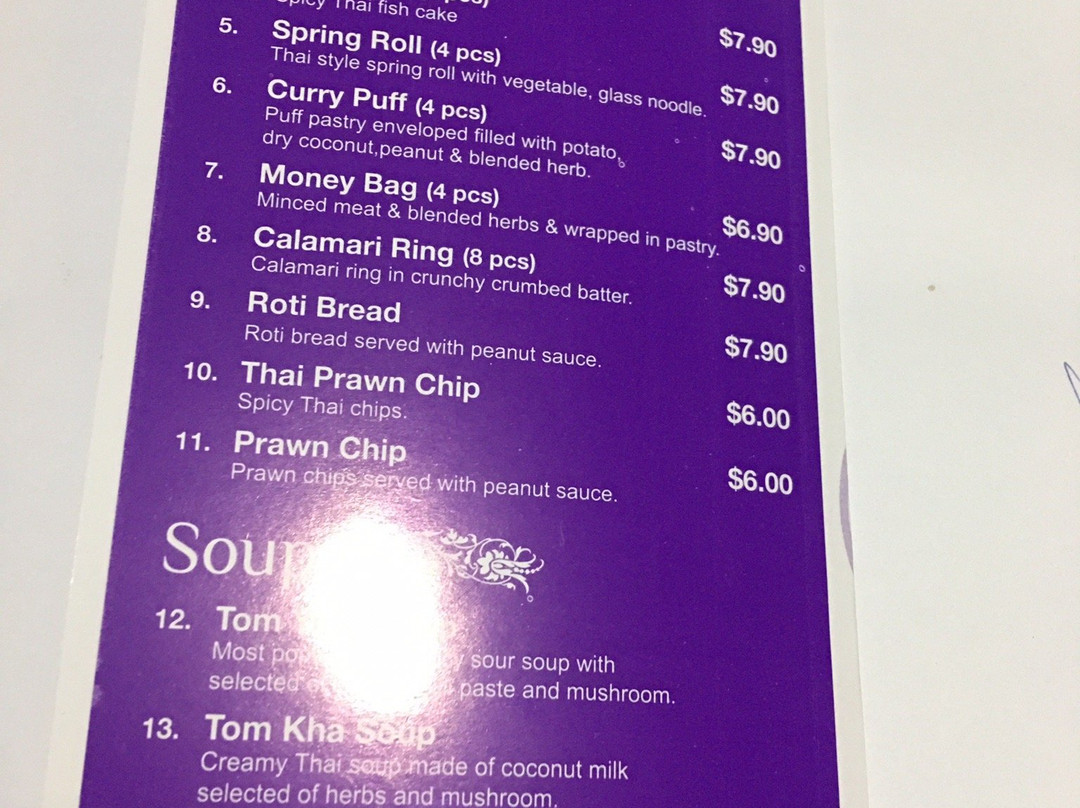 $7.90
Spicy Thai fish cake
5. Spring Roll (4 pcs) $7.90
Thai style spring roll with vegetable, glass noodle.
6. Curry Puff (4 pcs) $7.90
Puff pastry enveloped filled with potato,
dry coconut,peanut & blended herb.
7. Money Bag (4 pcs) $6.90
Minced meat & blended herbs & wrapped in pastry.
8. Calamari Ring (8 pcs) $7.90
Calamari ring in crunchy crumbed batter.
9. Roti Bread $7.90
Roti bread served with peanut sauce.
10. Thai Prawn Chip $6.00
Spicy Thai chips.
11. Prawn Chip $6.00
Prawn chips served with peanut sauce.
Soup
12. Tom
Most sour soup with
selected paste and mushroom.
13. Tom Kha Soup
Creamy Thai soup made of coconut milk
selected of herbs and mushroom.